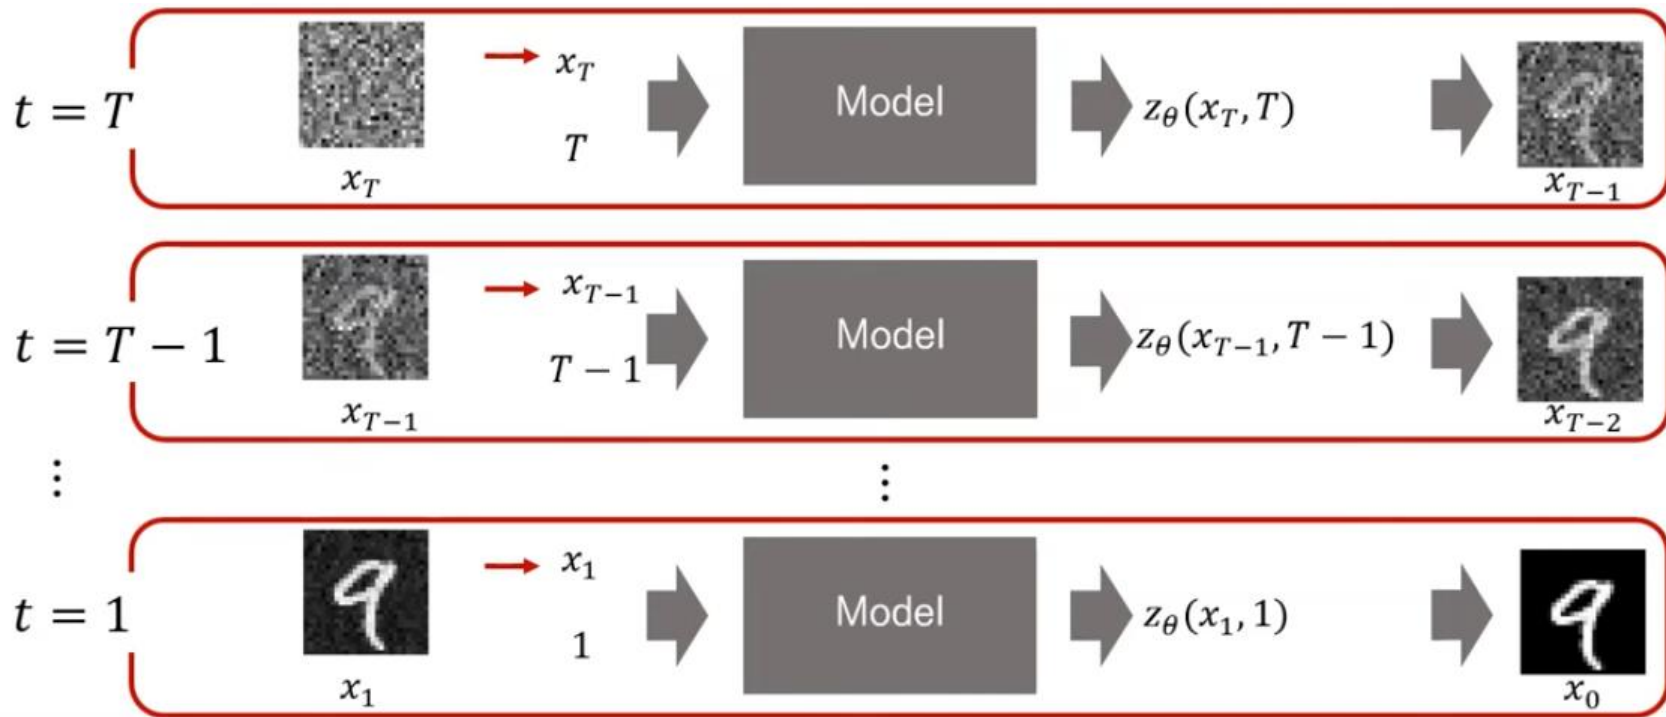 t = T
x_T
x_T
T
Model
z_θ(x_T, T)
x_{T−1}
t = T − 1
x_{T−1}
x_{T−1}
T − 1
Model
z_θ(x_{T−1}, T − 1)
x_{T−2}
⋮ ⋮
t = 1
x_1
x_1
1
Model
z_θ(x_1, 1)
x_0